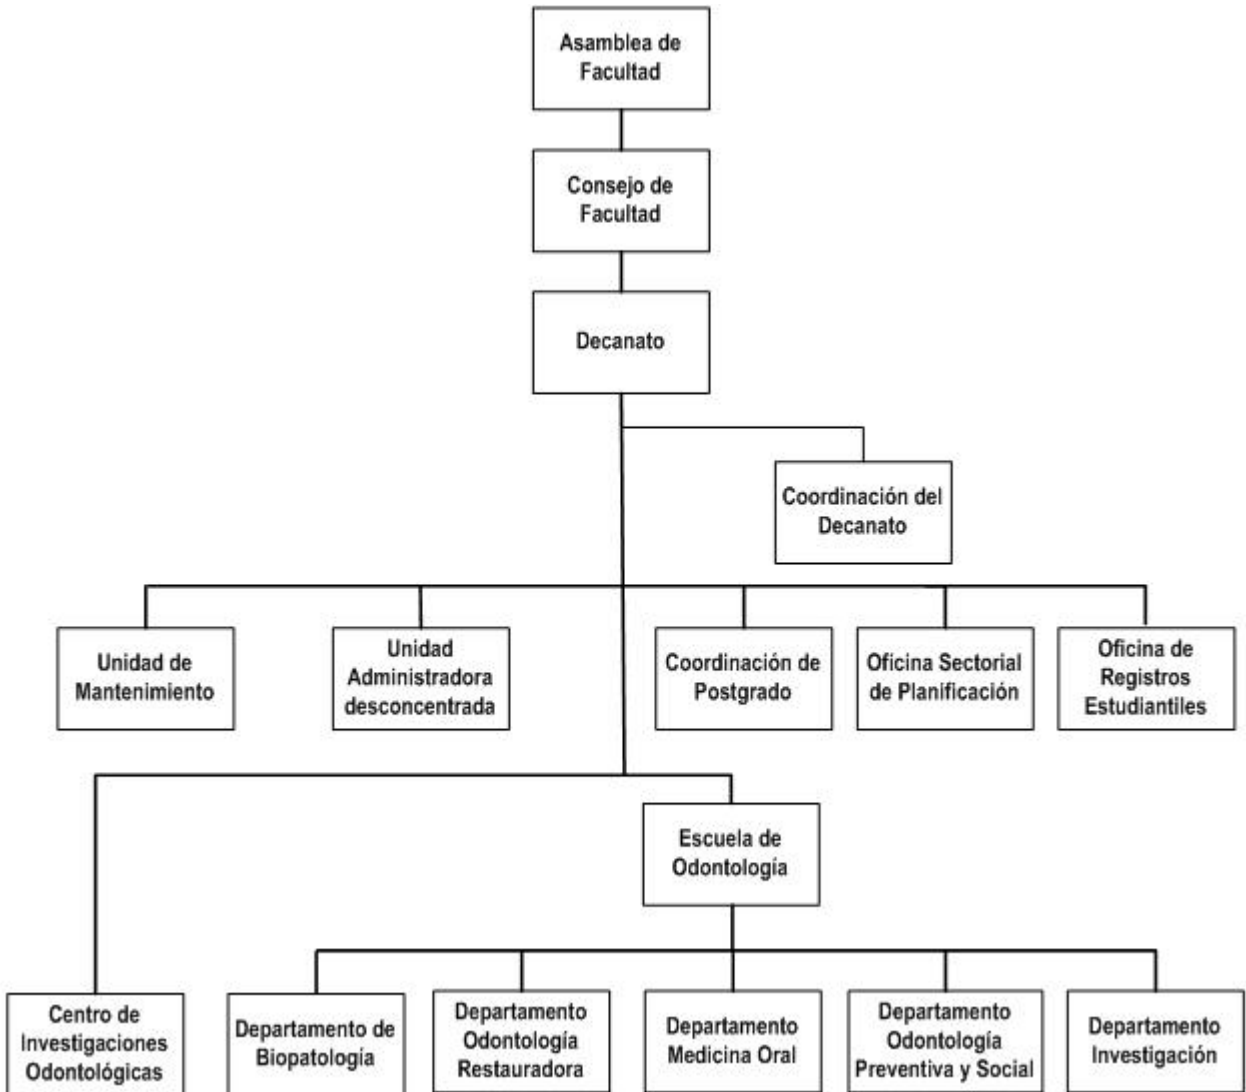 Asamblea de
Facultad
Consejo de
Facultad
Decanato
Coordinación del
Decanato
Unidad de
Mantenimiento
Unidad
Administradora
desconcentrada
Coordinación de
Postgrado
Oficina Sectorial
de Planificación
Oficina de
Registros
Estudiantiles
Escuela de
Odontología
Centro de
Investigaciones
Odontológicas
Departamento de
Biopatología
Departamento
Odontología
Restauradora
Departamento
Medicina Oral
Departamento
Odontología
Preventiva y Social
Departamento
Investigación